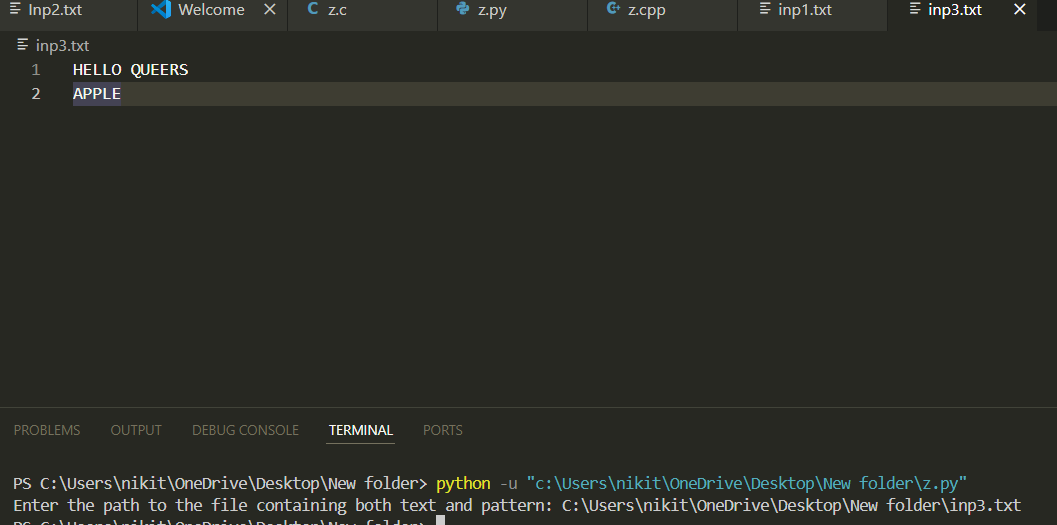 Inp2.txt Welcome z.c z.py z.cpp inp1.txt inp3.txt
inp3.txt
1 HELLO QUEERS
2 APPLE
PROBLEMS OUTPUT DEBUG CONSOLE TERMINAL PORTS
PS C:\Users\nikit\OneDrive\Desktop\New folder> python -u "c:\Users\nikit\OneDrive\Desktop\New folder\z.py"
Enter the path to the file containing both text and pattern: C:\Users\nikit\OneDrive\Desktop\New folder\inp3.txt
PS C:\Users\nikit\OneDrive\Desktop\New folder>